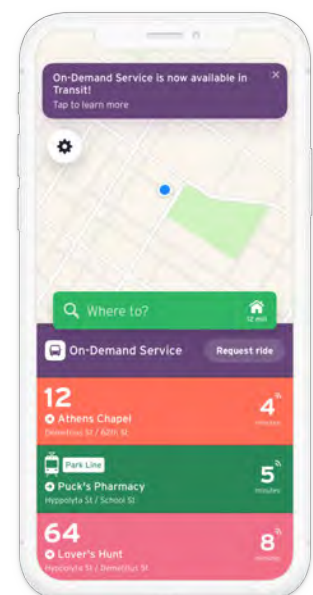 On-Demand Service is now available in
Transit!
Tap to learn more
Where to?
12 min
On-Demand Service
Request ride
12
Athens Chapel
Demetrius St / 62th St
4
minutes
Park Line
Puck's Pharmacy
Hyppolyta St / School St
5
minutes
64
Lover's Hunt
Hyppolyta St / Demetrius St
8
minutes